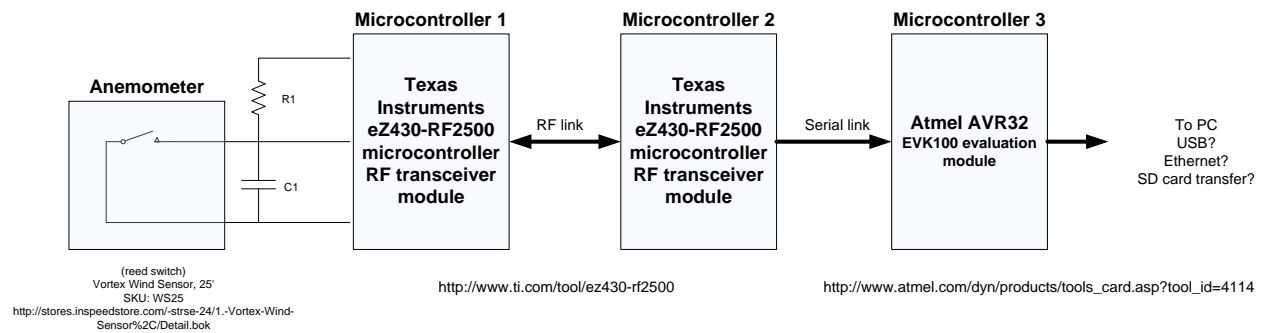 Microcontroller 1
Microcontroller 2
Microcontroller 3
Anemometer
R1
C1
Texas
Instruments
eZ430-RF2500
microcontroller
RF transceiver
module
RF link
Texas
Instruments
eZ430-RF2500
microcontroller
RF transceiver
module
Serial link
Atmel AVR32
EVK100 evaluation
module
To PC
USB?
Ethernet?
SD card transfer?
(reed switch)
Vortex Wind Sensor, 25'
SKU: WS25
http://stores.inspeedstore.com/-strse-24/1.-Vortex-Wind-
Sensor%2C/Detail.bok
http://www.ti.com/tool/ez430-rf2500
http://www.atmel.com/dyn/products/tools_card.asp?tool_id=4114